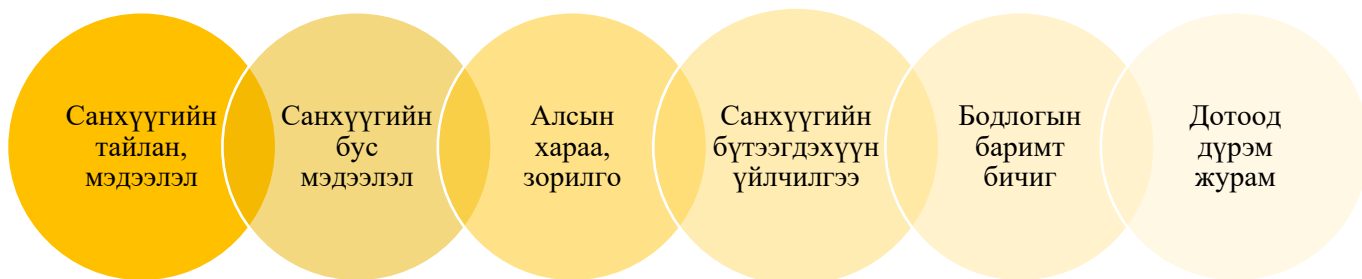 Санхүүгийн
тайлан,
мэдээлэл
Санхүүгийн
бус
мэдээлэл
Алсын
хараа,
зорилго
Санхүүгийн
бүтээгдэхүүн
үйлчилгээ
Бодлогын
баримт
бичиг
Дотоод
дүрэм
журам